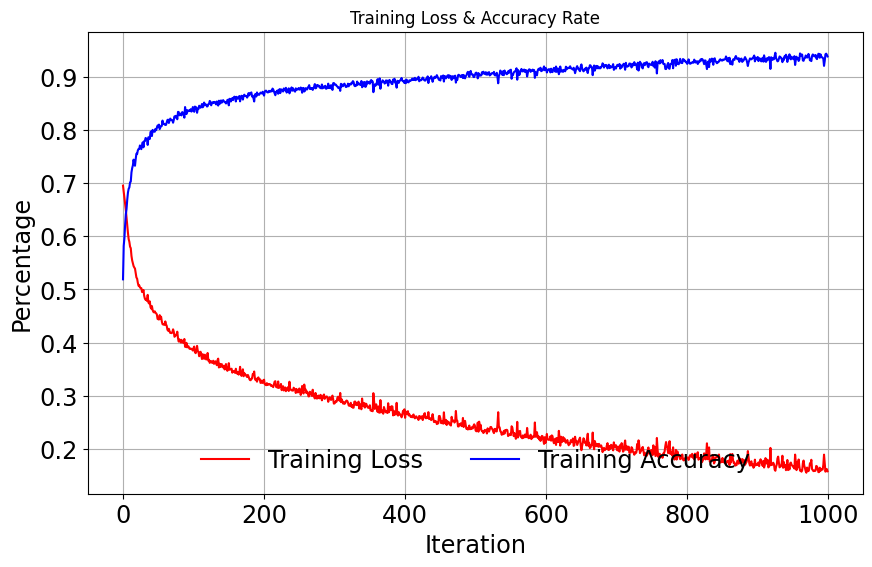 Training Loss & Accuracy Rate
Percentage
0.9
0.8
0.7
0.6
0.5
0.4
0.3
0.2
Training Loss Training Accuracy
0 200 400 600 800 1000
Iteration